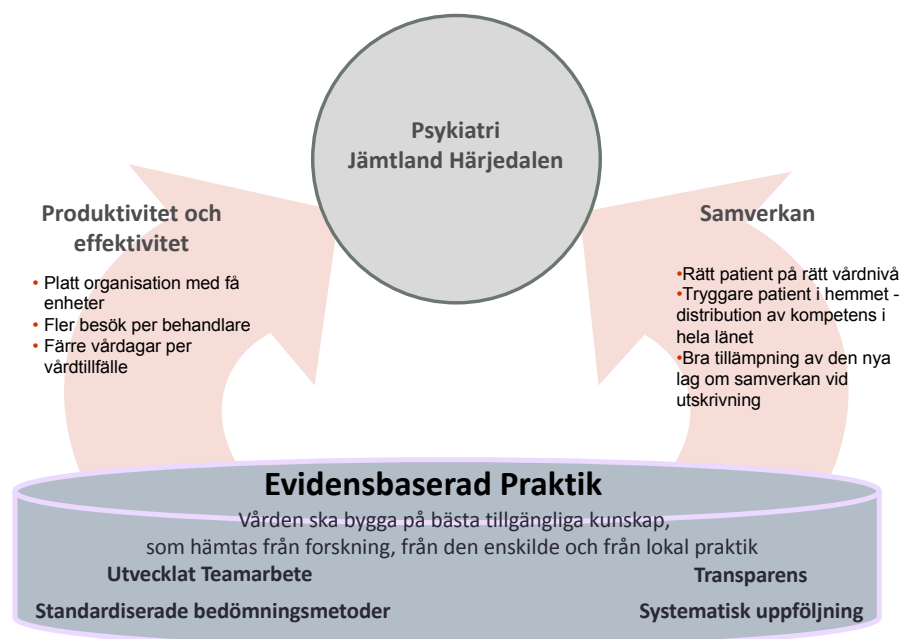 Psykiatri
Jämtland Härjedalen
Produktivitet och
effektivitet
• Platt organisation med få
enheter
• Fler besök per behandlare
• Färre vårdagar per
vårdtillfälle
Samverkan
•Rätt patient på rätt vårdnivå
•Tryggare patient i hemmet -
distribution av kompetens i
hela länet
•Bra tillämpning av den nya
lag om samverkan vid
utskrivning
Evidensbaserad Praktik
Vården ska bygga på bästa tillgängliga kunskap,
som hämtas från forskning, från den enskilde och från lokal praktik
Utvecklat Teamarbete
Transparens
Standardiserade bedömningsmetoder
Systematisk uppföljning